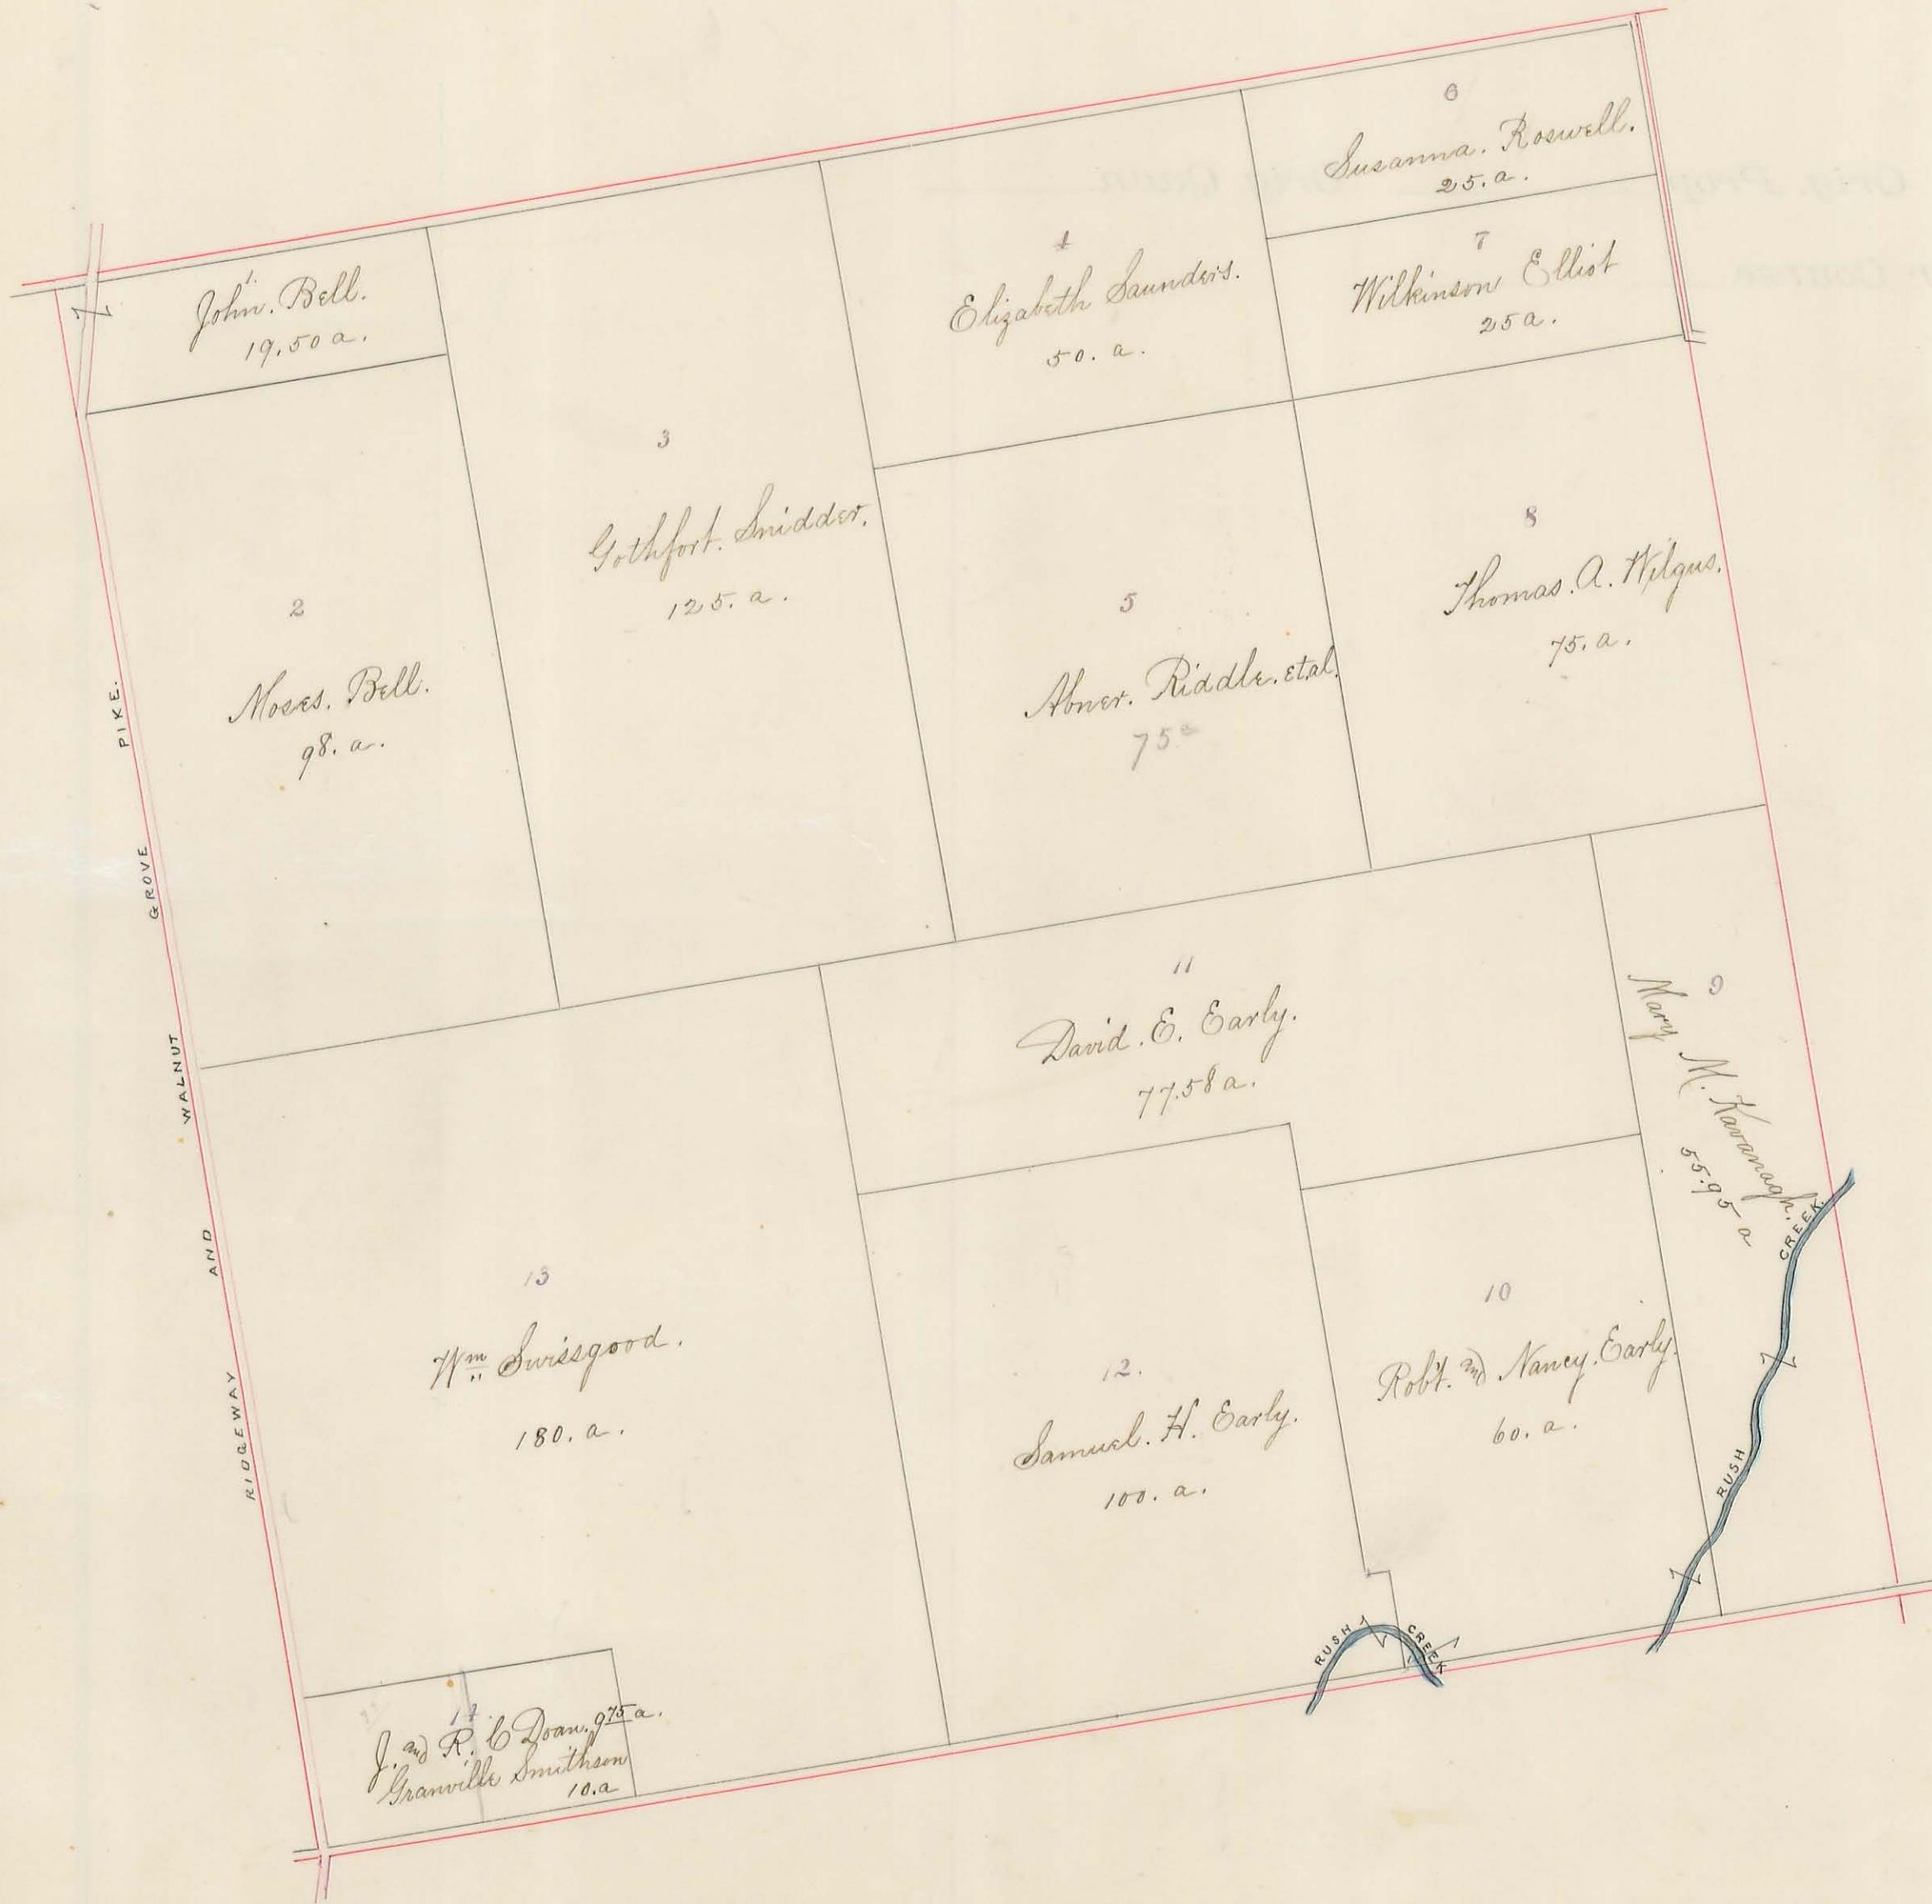 1.
John. Bell.
19.50 a.
2
Moses. Bell.
98. a.
3
Gothfort. Snidder.
125. a.
4
Elizabeth Saunders.
50. a.
6
Susanna. Roswell.
25. a.
7
Wilkinson Elliot
25 a.
5
Abner. Riddle. et.al.
75 a
8
Thomas. A. Wilgus.
75. a.
11
David. E. Early.
77.58 a.
9
Mary M. Kavanagh.
55.95 a
13
Wm Swissgood.
180. a.
12.
Samuel. H. Early.
100. a.
10
Rob't. and Nancy. Early.
60. a.
14
J. and R. C Doan. 9 75 a.
Granville Smithson
10. a
RIDGEWAY AND WALNUT GROVE PIKE.
RUSH CREEK
RUSH CREEK.